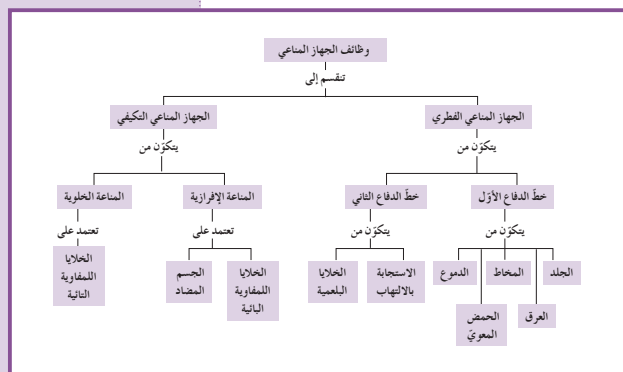 وظائف الجهاز المناعي
تنقسم إلى
الجهاز المناعي الفطري
الجهاز المناعي التكيفي
يتكوّن من
يتكوّن من
خطّ الدفاع الأوّل
خطّ الدفاع الثاني
المناعة الإفرازية
المناعة الخلوية
يتكوّن من
يتكوّن من
تعتمد على
تعتمد على
الجلد
المخاط
الدموع
العرق
الحمض
المعويّ
الاستجابة
بالالتهاب
الخلايا
البلعمية
الخلايا
اللمفاوية
البائية
الجسم
المضاد
الخلايا
اللمفاوية
التائية